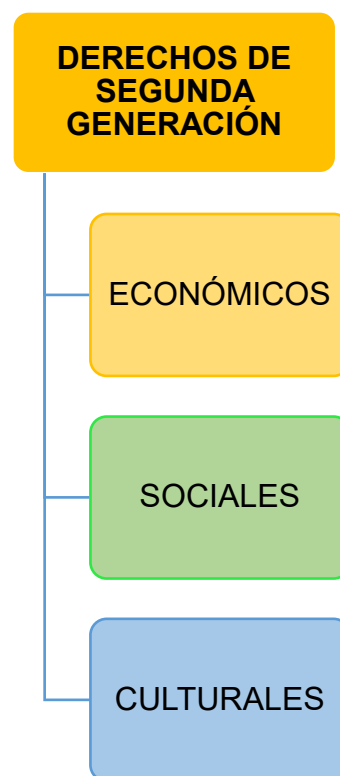 DERECHOS DE
SEGUNDA
GENERACIÓN
ECONÓMICOS
SOCIALES
CULTURALES